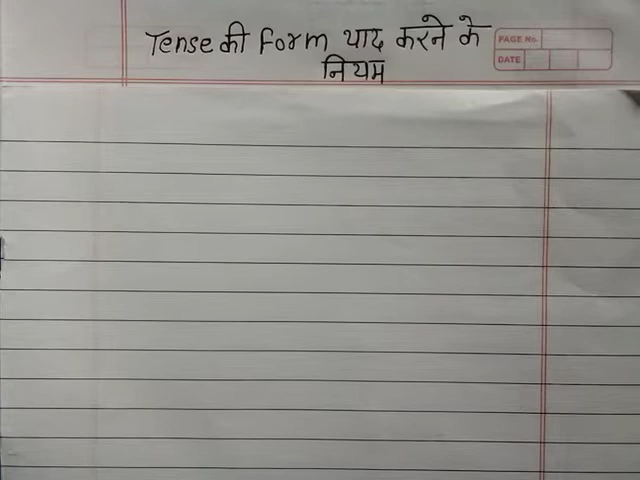 Tense की Form याद करने के
नियम
PAGE No.
DATE